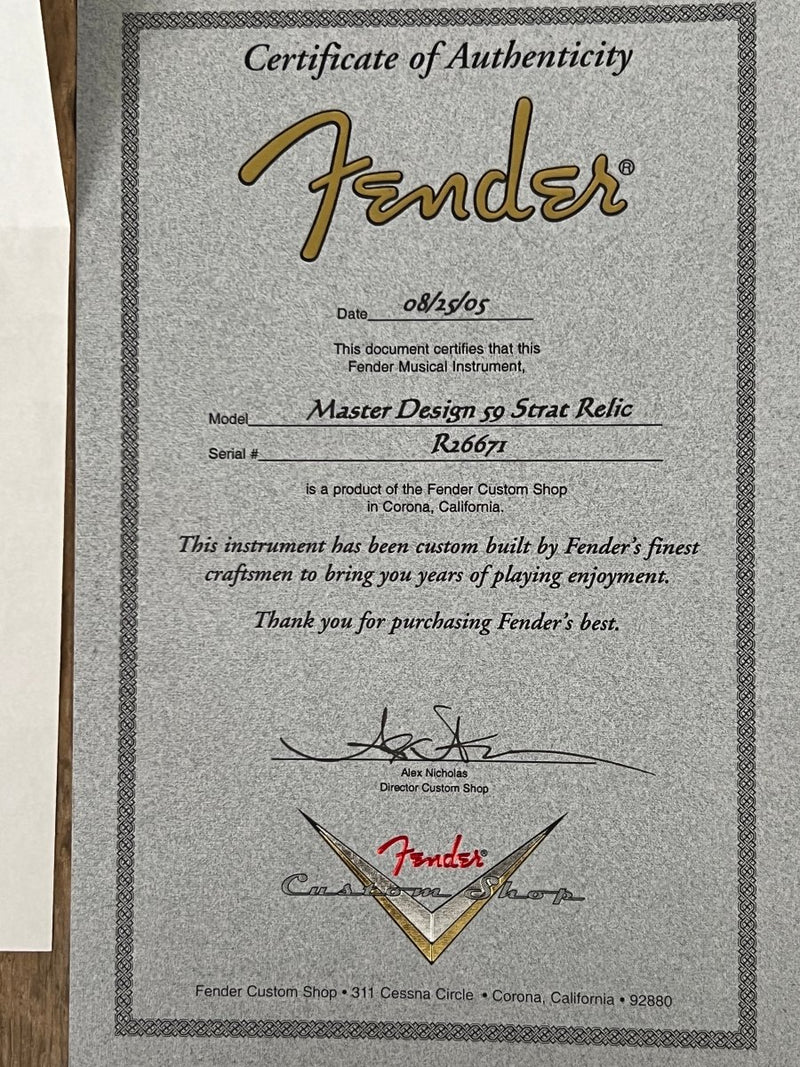 Certificate of Authenticity
Fender®
Date 08/25/05
This document certifies that this
Fender Musical Instrument,
Model Master Design 59 Strat Relic
Serial # R26671
is a product of the Fender Custom Shop
in Corona, California.
This instrument has been custom built by Fender's finest
craftsmen to bring you years of playing enjoyment.
Thank you for purchasing Fender's best.
Alex Nicholas
Director Custom Shop
Fender®
Custom Shop
Fender Custom Shop • 311 Cessna Circle • Corona, California • 92880